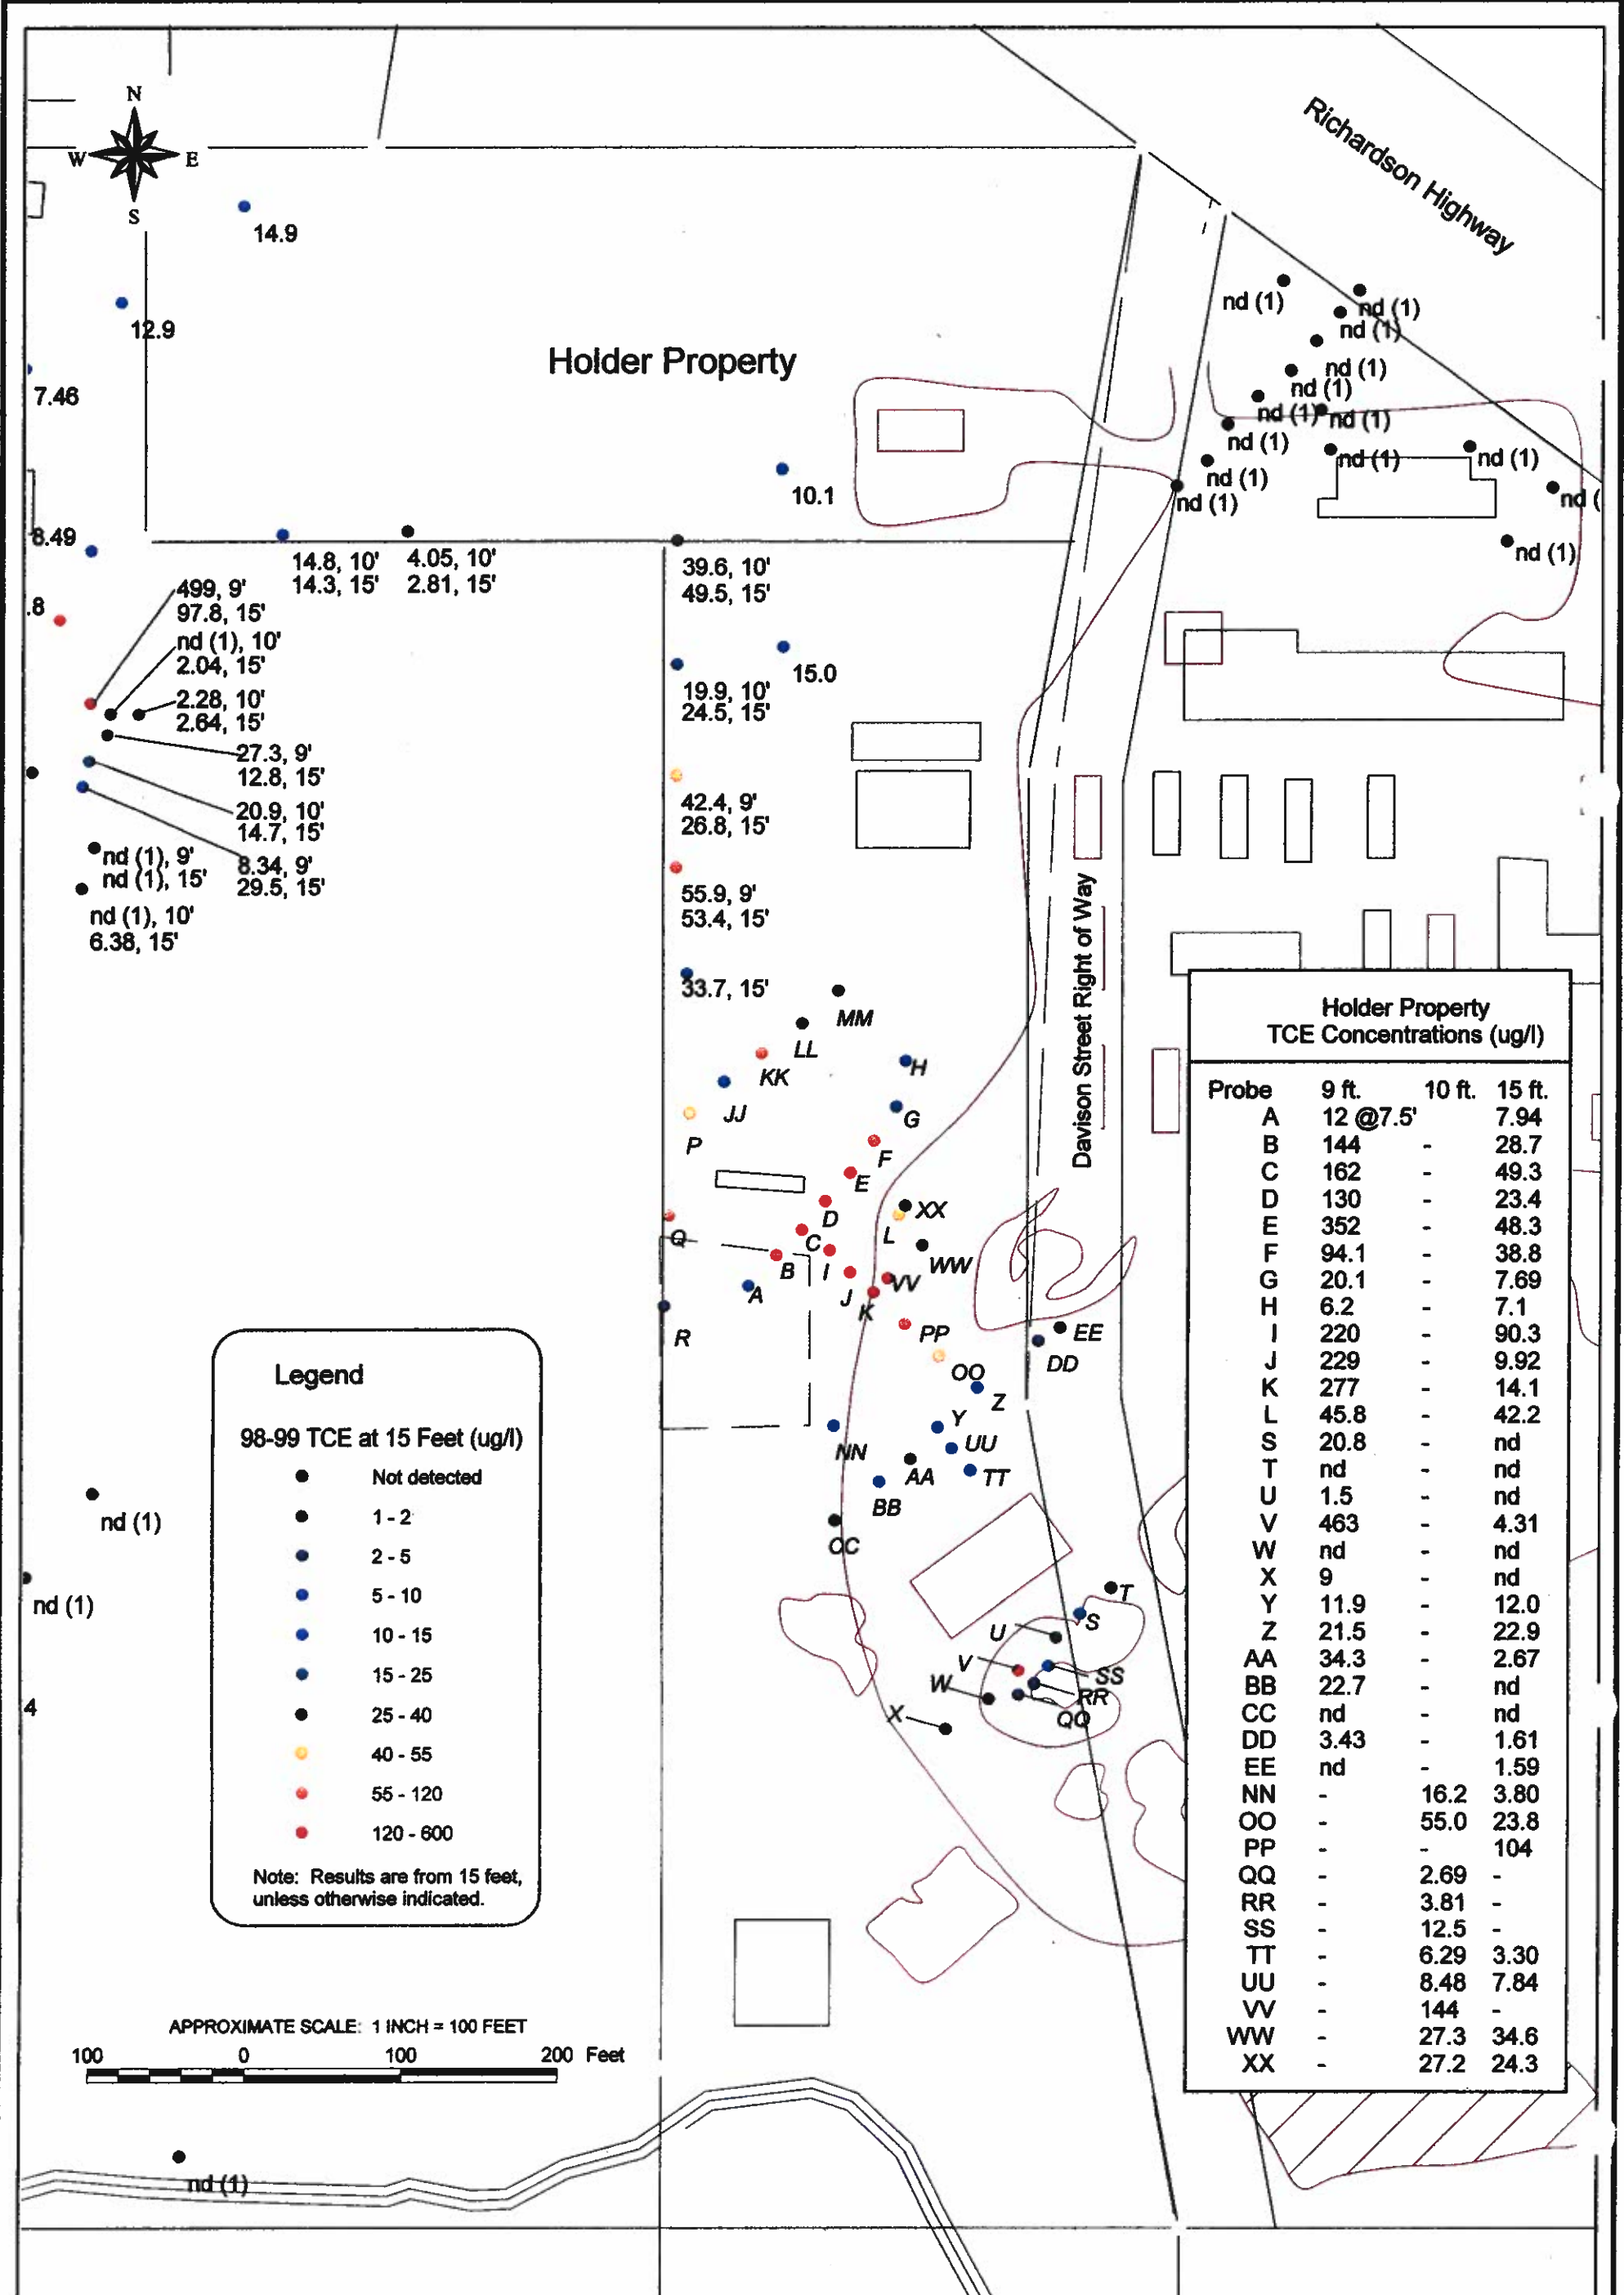 N
W E
S
Richardson Highway
14.9
12.9
7.46
Holder Property
nd (1)
nd (1)
nd (1)
nd (1)
nd (1)
nd (1)
nd (1)
nd (1)
nd (1)
nd (1)
nd (1)
nd (1)
nd (
nd (1)
10.1
8.49
14.8, 10'
14.3, 15'
4.05, 10'
2.81, 15'
39.6, 10'
49.5, 15'
.8
499, 9'
97.8, 15'
nd (1), 10'
2.04, 15'
2.28, 10'
2.64, 15'
27.3, 9'
12.8, 15'
20.9, 10'
14.7, 15'
8.34, 9'
29.5, 15'
nd (1), 9'
nd (1), 15'
nd (1), 10'
6.38, 15'
15.0
19.9, 10'
24.5, 15'
42.4, 9'
26.8, 15'
55.9, 9'
53.4, 15'
33.7, 15'
Davison Street Right of Way
MM
LL
KK
JJ
H
G
P
F
E
D
C
Q
B
I
A
J
K
L
XX
WW
VV
R
PP
EE
DD
OO
Z
Y
UU
NN
AA
TT
BB
CC
T
S
U
V
SS
W
RR
QQ
X
nd (1)
nd (1)
4
Legend
98-99 TCE at 15 Feet (ug/l)
Not detected
1 - 2
2 - 5
5 - 10
10 - 15
15 - 25
25 - 40
40 - 55
55 - 120
120 - 600
Note: Results are from 15 feet,
unless otherwise indicated.
APPROXIMATE SCALE: 1 INCH = 100 FEET
100 0 100 200 Feet
nd (1)
Holder Property
TCE Concentrations (ug/l)
Probe 9 ft. 10 ft. 15 ft.
A 12 @7.5' 7.94
B 144 - 28.7
C 162 - 49.3
D 130 - 23.4
E 352 - 48.3
F 94.1 - 38.8
G 20.1 - 7.69
H 6.2 - 7.1
I 220 - 90.3
J 229 - 9.92
K 277 - 14.1
L 45.8 - 42.2
S 20.8 - nd
T nd - nd
U 1.5 - nd
V 463 - 4.31
W nd - nd
X 9 - nd
Y 11.9 - 12.0
Z 21.5 - 22.9
AA 34.3 - 2.67
BB 22.7 - nd
CC nd - nd
DD 3.43 - 1.61
EE nd - 1.59
NN - 16.2 3.80
OO - 55.0 23.8
PP - - 104
QQ - 2.69 -
RR - 3.81 -
SS - 12.5 -
TT - 6.29 3.30
UU - 8.48 7.84
VV - 144 -
WW - 27.3 34.6
XX - 27.2 24.3